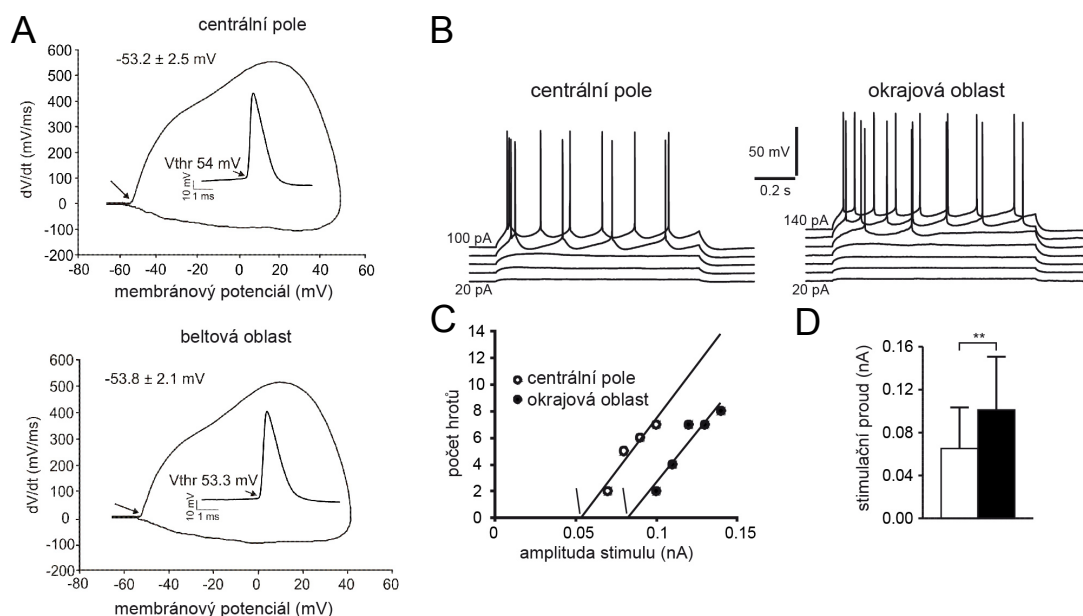 A
centrální pole
-53.2 ± 2.5 mV
Vthr 54 mV
10 mV
1 ms
dV/dt (mV/ms)
600
500
400
300
200
100
0
-100
-200
-80 -60 -40 -20 0 20 40 60
membránový potenciál (mV)
beltová oblast
-53.8 ± 2.1 mV
Vthr 53.3 mV
10 mV
1 ms
dV/dt (mV/ms)
600
500
400
300
200
100
0
-100
-200
-80 -60 -40 -20 0 20 40 60
membránový potenciál (mV)
B
centrální pole
100 pA
20 pA
50 mV
0.2 s
okrajová oblast
140 pA
20 pA
C
počet hrotů
14
12
10
8
6
4
2
0
centrální pole
okrajová oblast
0 0.05 0.1 0.15
amplituda stimulu (nA)
D
stimulační proud (nA)
0.16
0.12
0.08
0.04
0.00
**